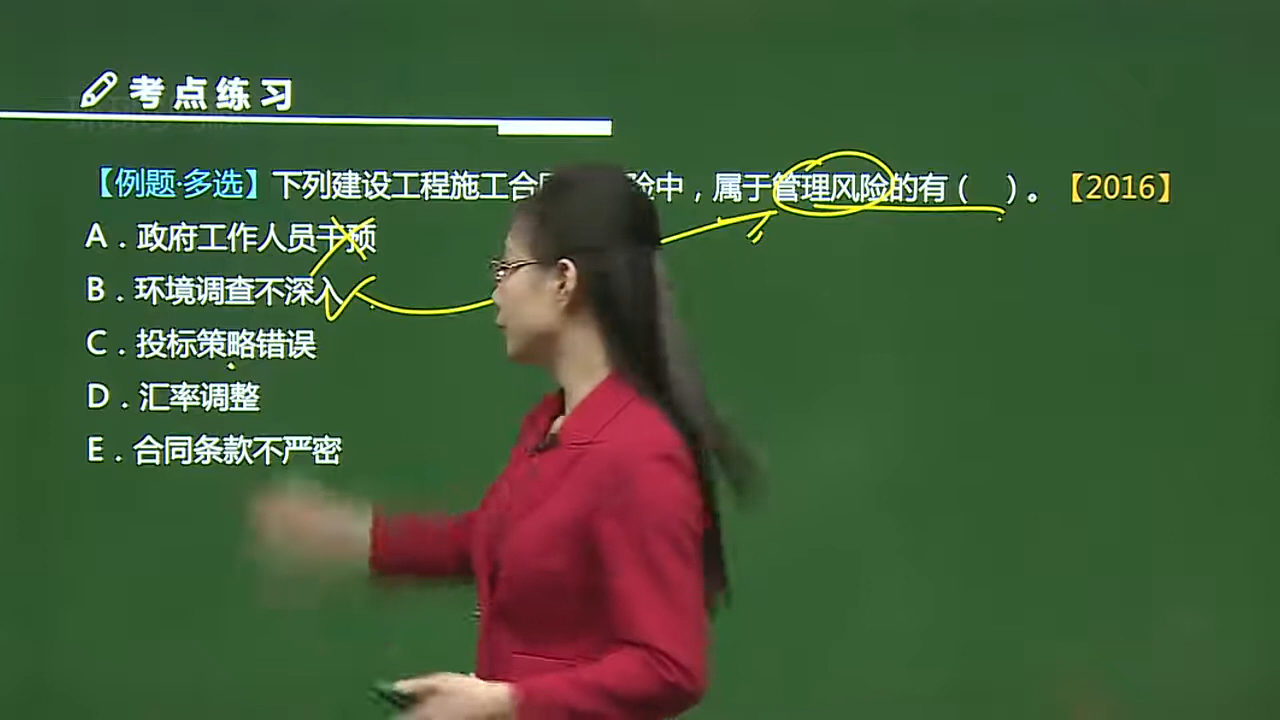 考点练习
【例题·多选】下列建设工程施工合 险中，属于管理风险的有（ ）。【2016】
A．政府工作人员干预
B．环境调查不深入
C．投标策略错误
D．汇率调整
E．合同条款不严密